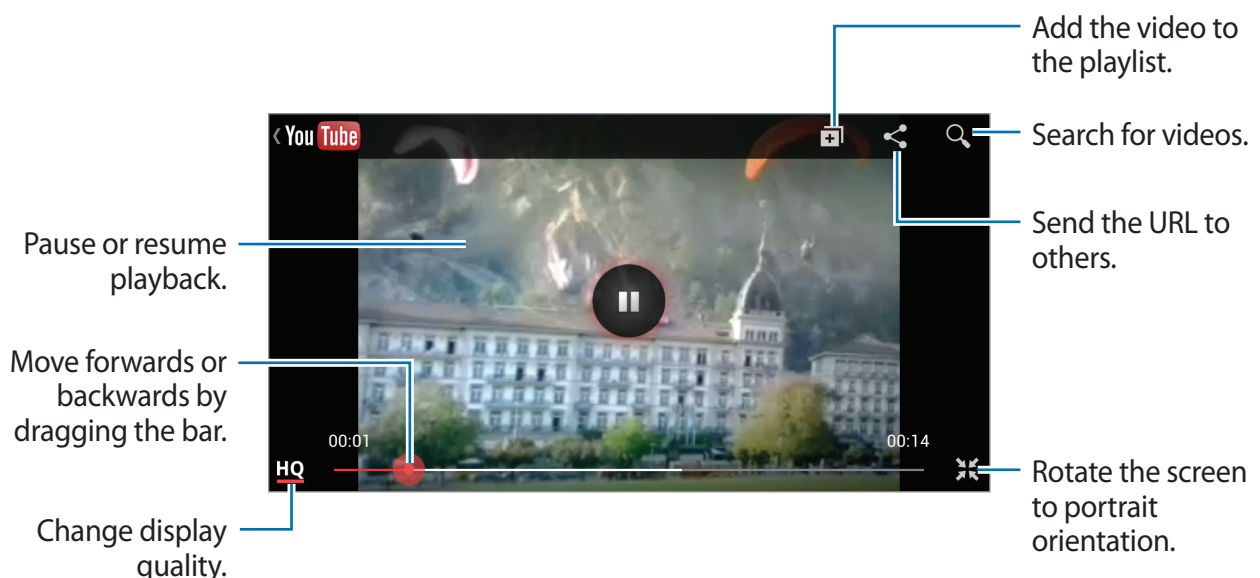 Add the video to
the playlist.
‹ You Tube
Search for videos.
Send the URL to
others.
Pause or resume
playback.
Move forwards or
backwards by
dragging the bar.
00:01
00:14
HQ
Rotate the screen
to portrait
orientation.
Change display
quality.